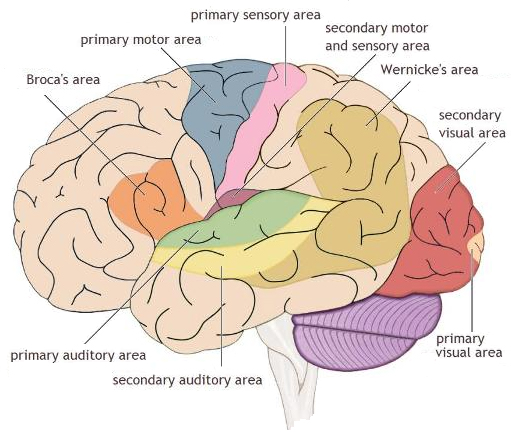 primary sensory area
secondary motor
and sensory area
primary motor area
Wernicke's area
Broca's area
secondary
visual area
primary
visual area
primary auditory area
secondary auditory area